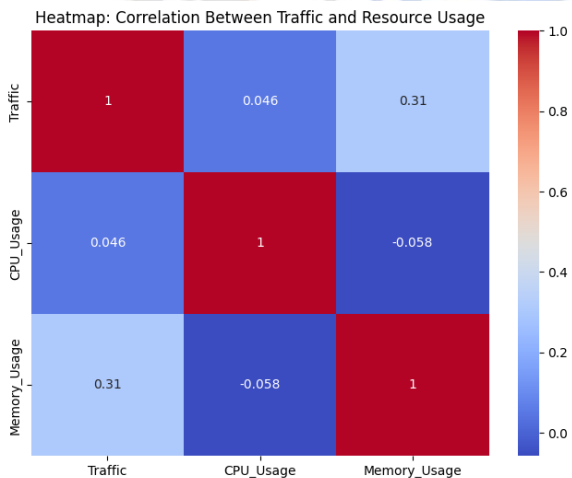 Heatmap: Correlation Between Traffic and Resource Usage
Traffic
1
0.046
0.31
CPU_Usage
0.046
1
-0.058
Memory_Usage
0.31
-0.058
1
Traffic
CPU_Usage
Memory_Usage
1.0
0.8
0.6
0.4
0.2
0.0